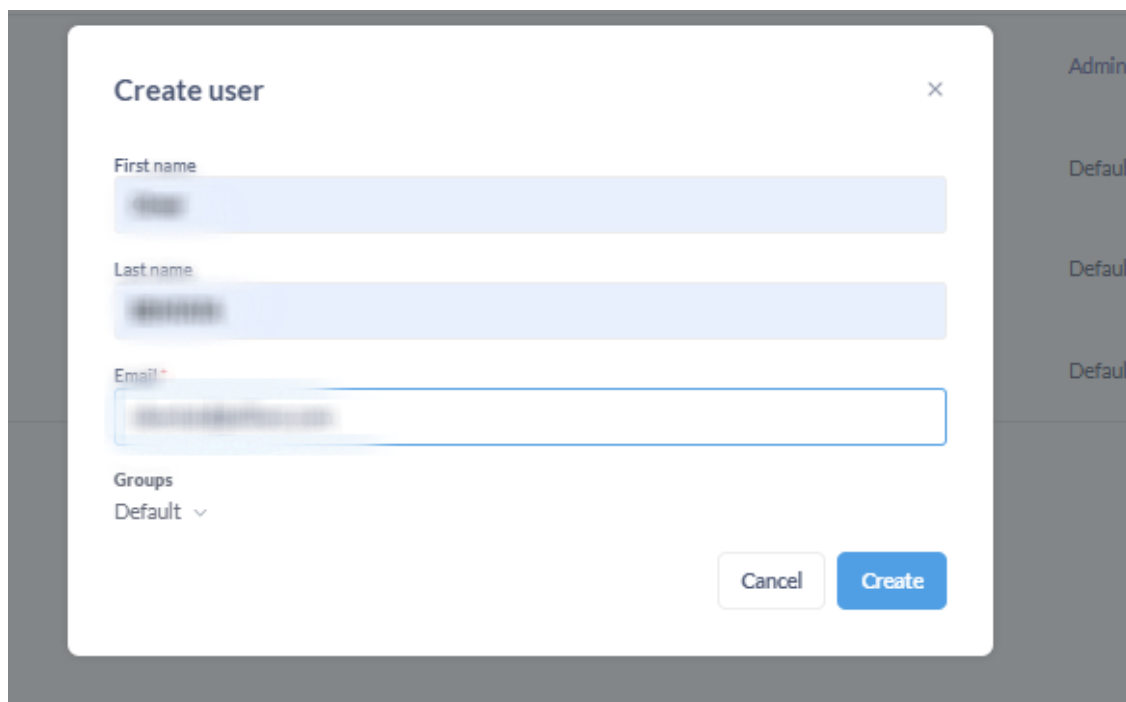 Create user
Admin
First name
Defaul
Last name
Defaul
Email*
Defaul
Groups
Default
Cancel
Create